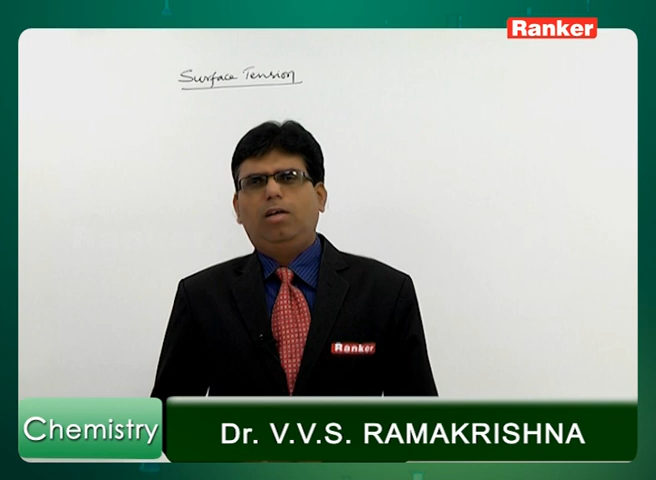 Ranker
Surface Tension
Ranker
Chemistry
Dr. V.V.S. RAMAKRISHNA